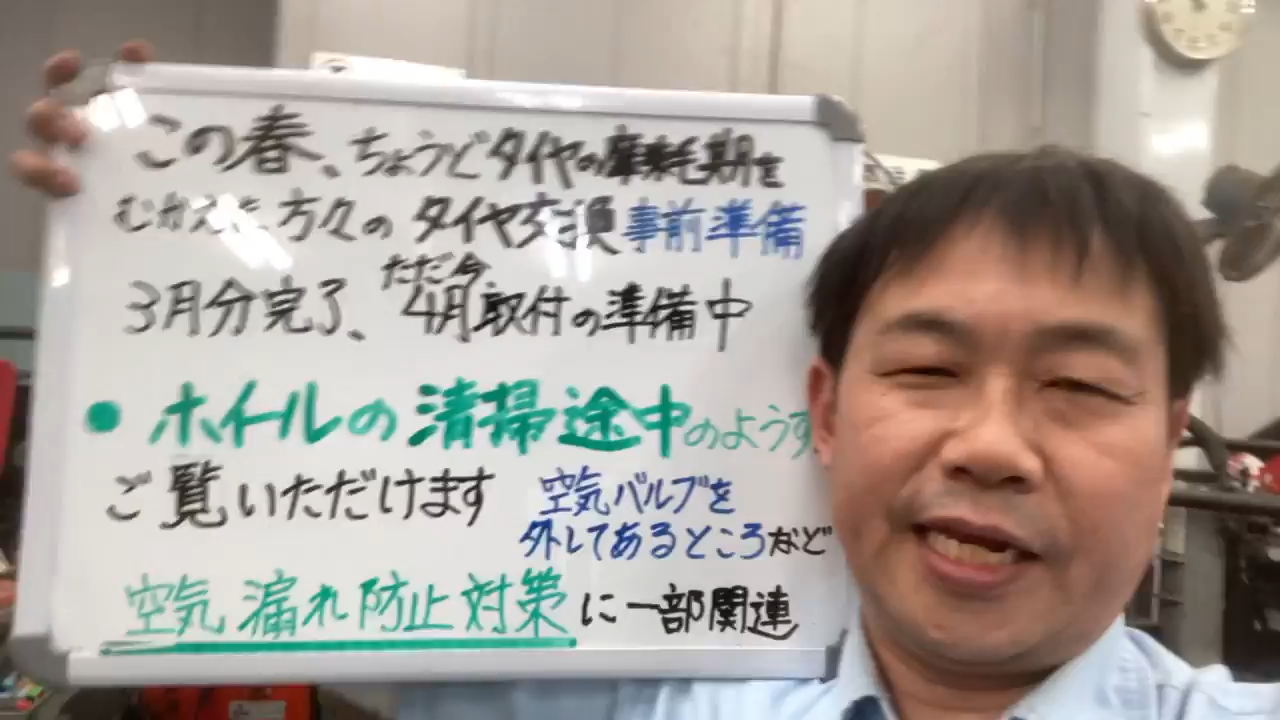 この春、ちょうどタイヤの摩耗期を
むかえた方々のタイヤ交換事前準備
ただ今
3月分完了、4月取付の準備中
● ホイールの清掃途中のようす
ご覧いただけます 空気バルブを
外してあるところなど
空気漏れ防止対策に一部関連